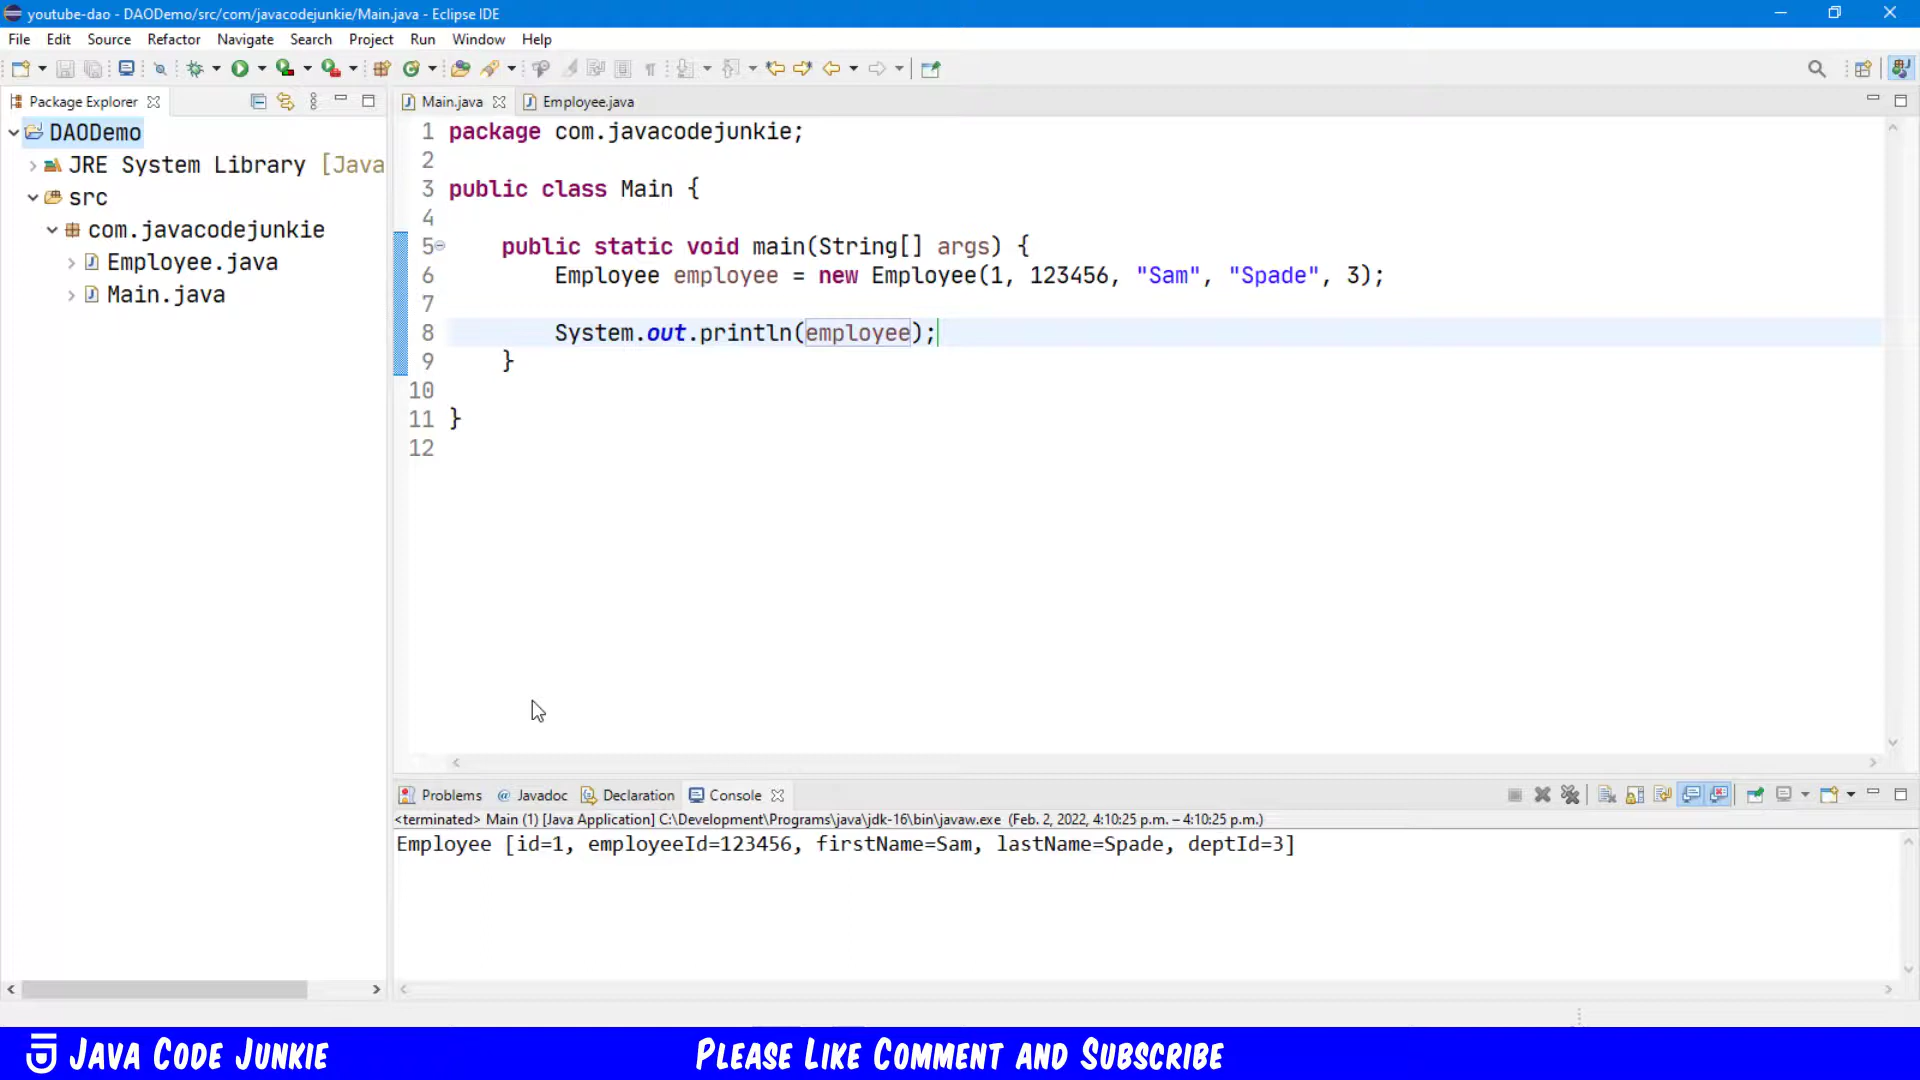 youtube-dao - DAODemo/src/com/javacodejunkie/Main.java - Eclipse IDE
File Edit Source Refactor Navigate Search Project Run Window Help
Package Explorer
DAODemo
JRE System Library [Java
src
com.javacodejunkie
Employee.java
Main.java
Main.java Employee.java
1 package com.javacodejunkie;
2
3 public class Main {
4
5 public static void main(String[] args) {
6 Employee employee = new Employee(1, 123456, "Sam", "Spade", 3);
7
8 System.out.println(employee);
9 }
10
11 }
12
Problems @ Javadoc Declaration Console
<terminated> Main (1) [Java Application] C:\Development\Programs\java\jdk-16\bin\javaw.exe (Feb. 2, 2022, 4:10:25 p.m. – 4:10:25 p.m.)
Employee [id=1, employeeId=123456, firstName=Sam, lastName=Spade, deptId=3]
Java Code Junkie Please Like Comment and Subscribe